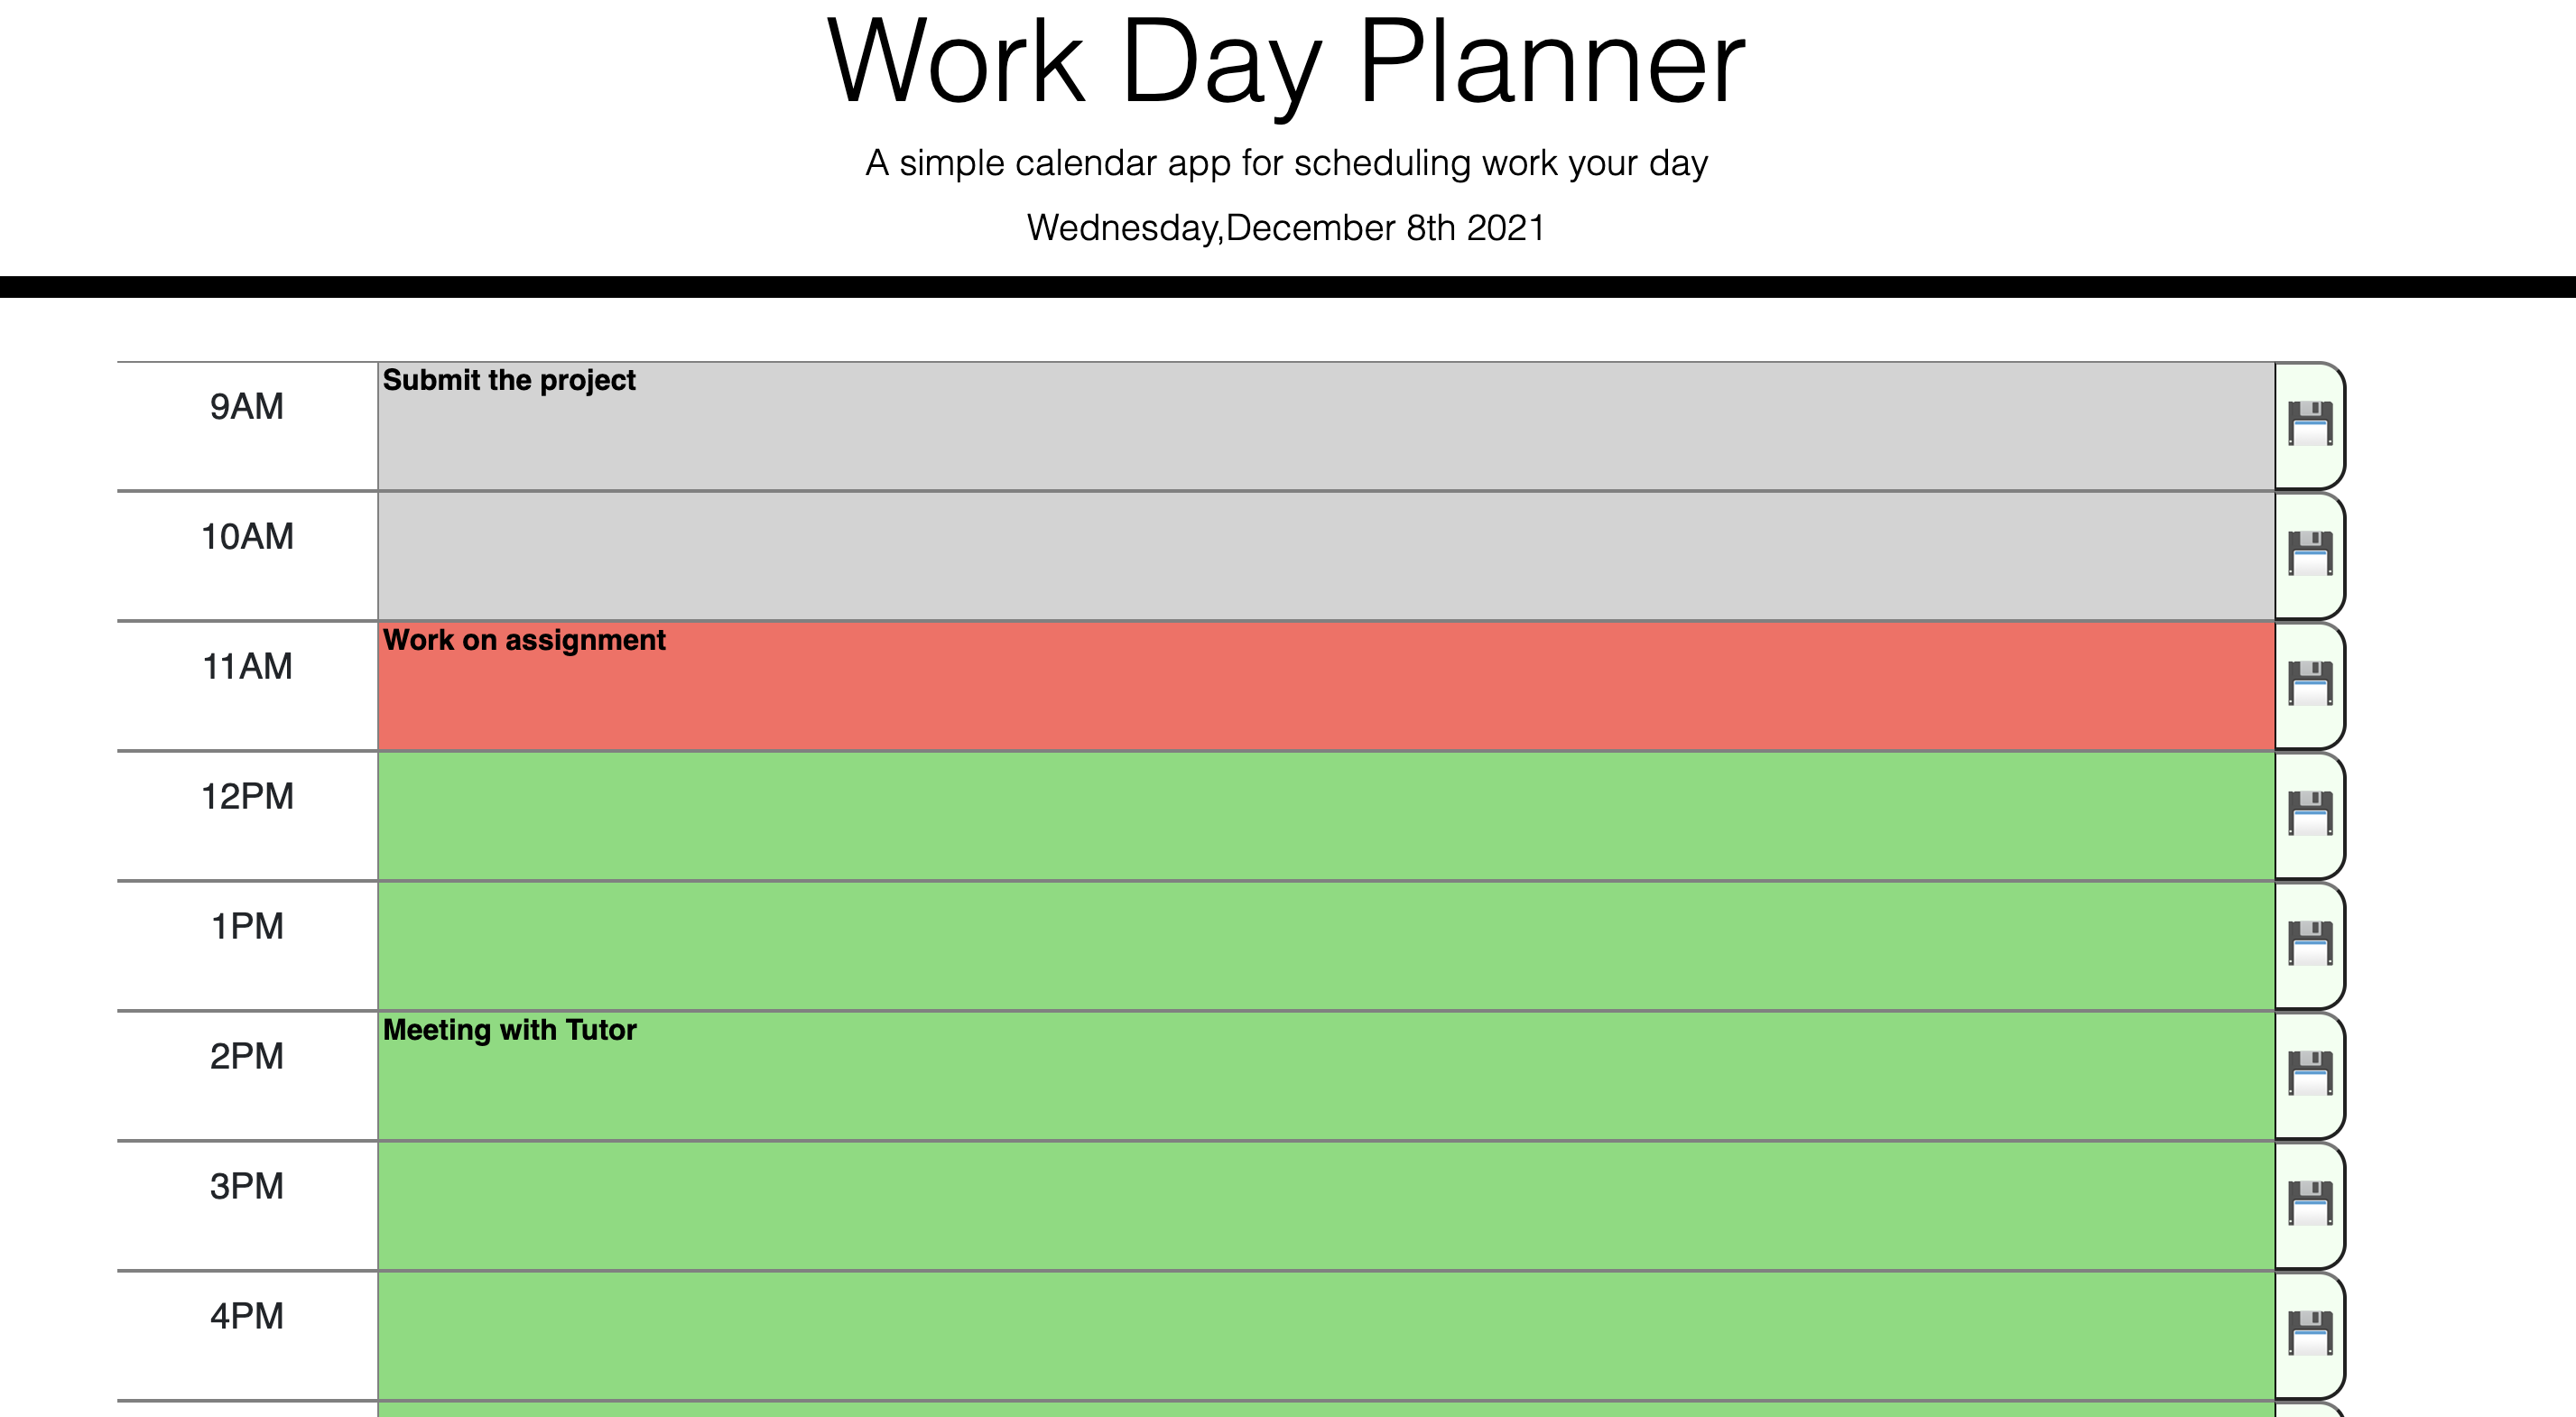 Work Day Planner
A simple calendar app for scheduling work your day
Wednesday,December 8th 2021
9AM
Submit the project
10AM
11AM
Work on assignment
12PM
1PM
2PM
Meeting with Tutor
3PM
4PM